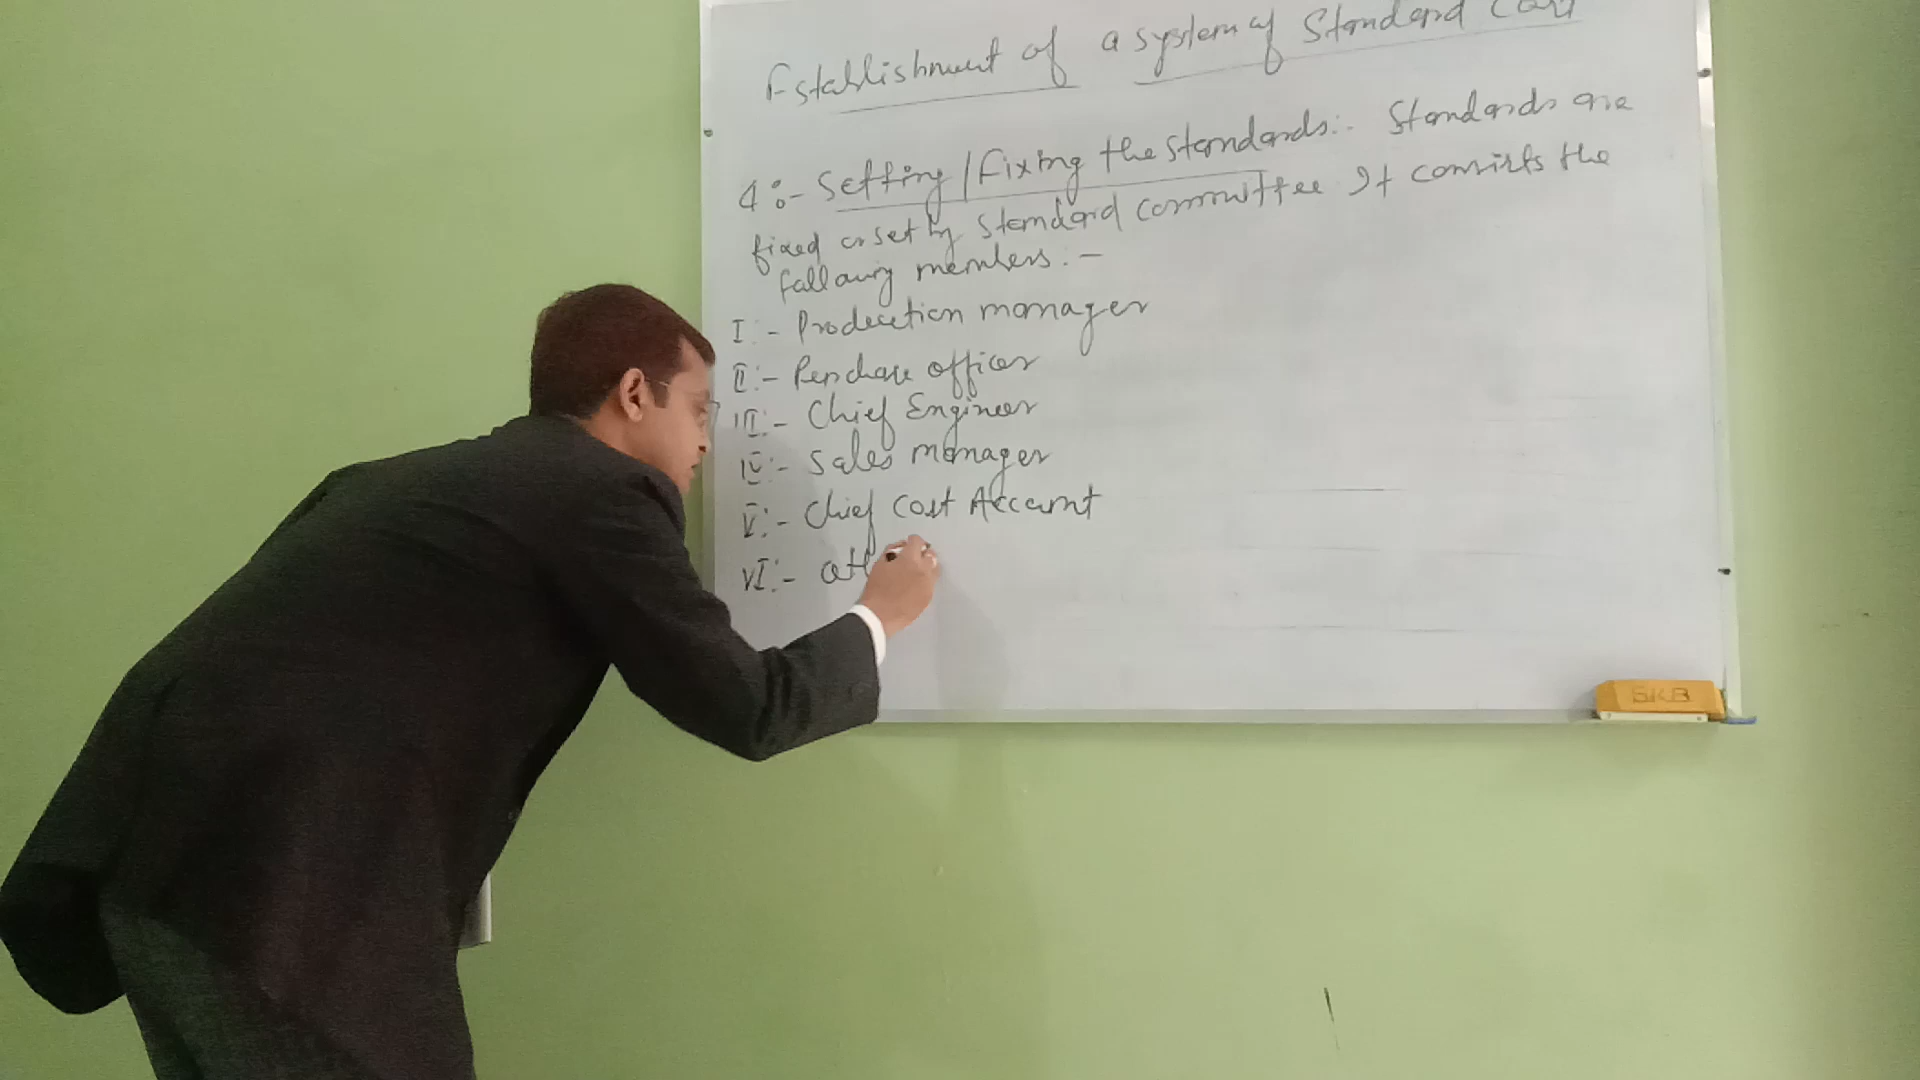 Establishment of a system of Standard Cost
4:- Setting/Fixing the standards:- Standards are
fixed or set by Standard committee It consists the
following members:-
I:- Production manager
II:- Purchase officer
III:- Chief Engineer
IV:- Sales manager
V:- Chief Cost Account
VI:- oth
SKB